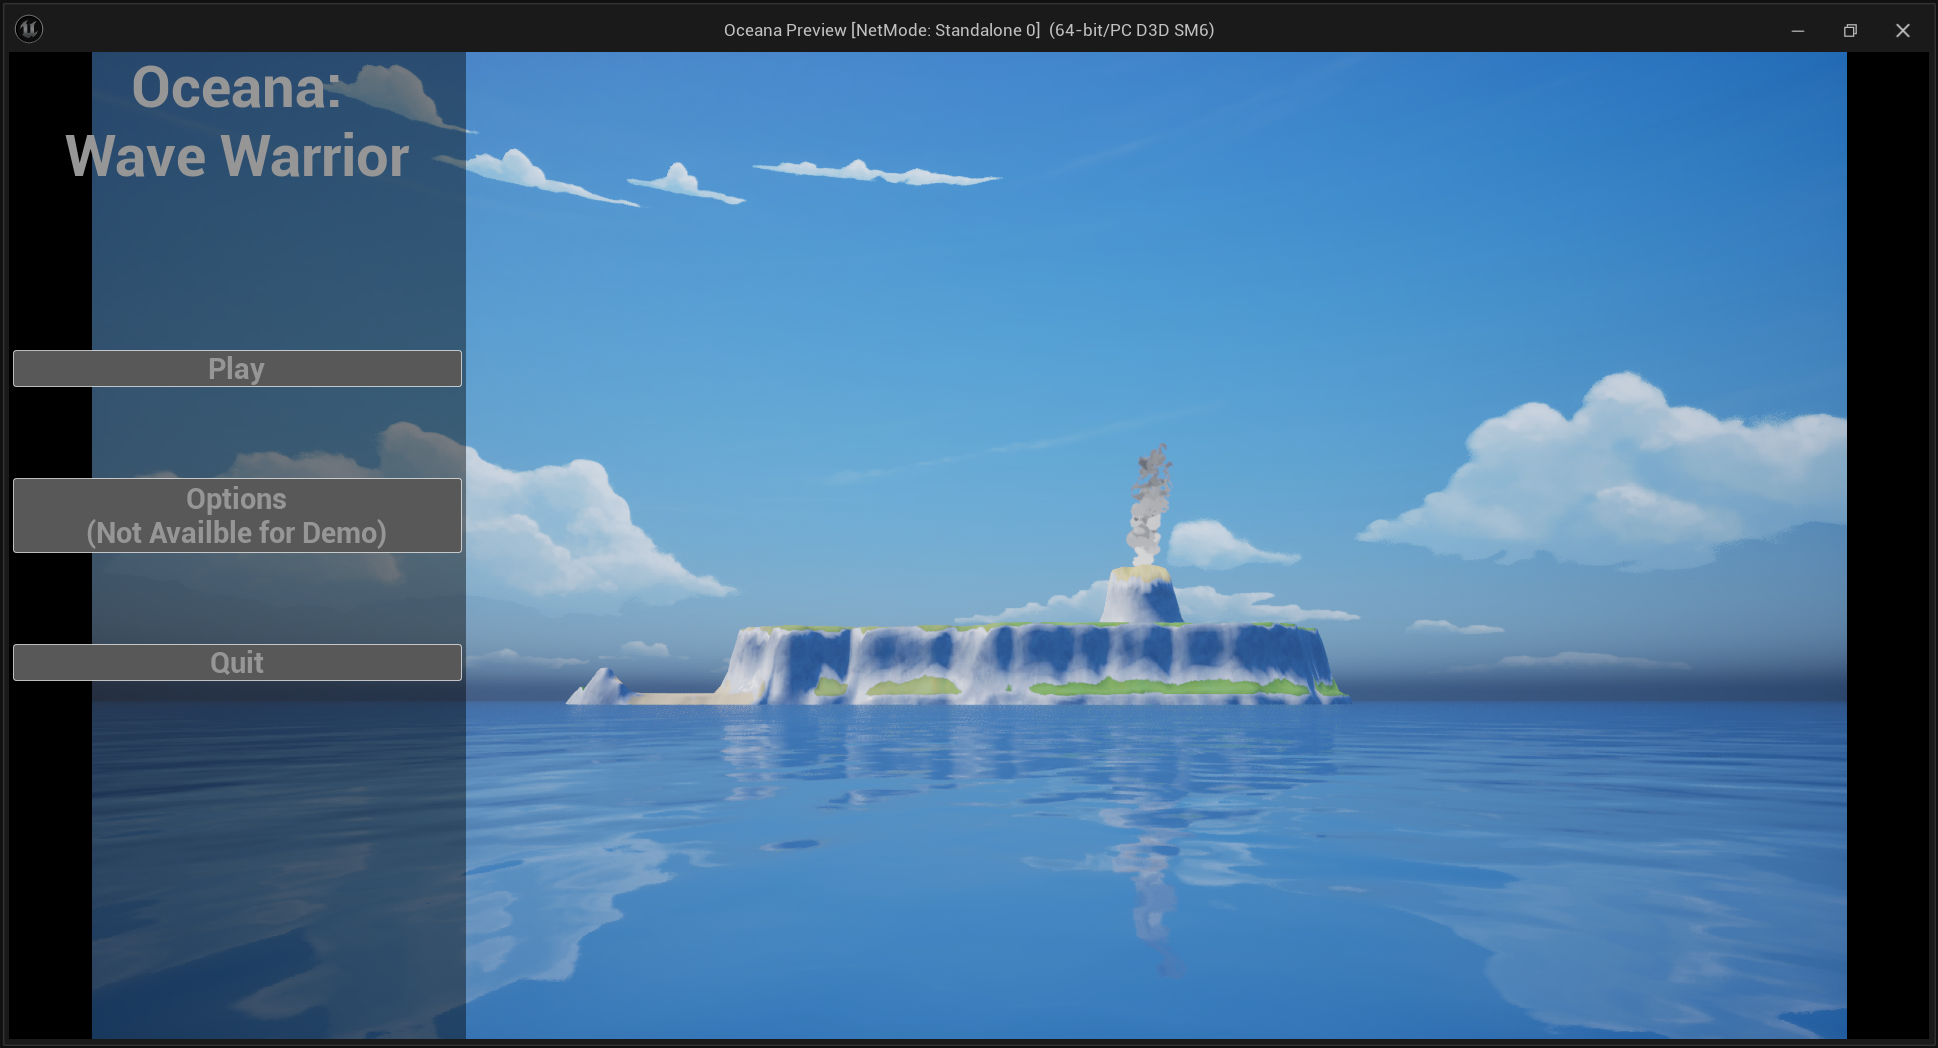 Oceana Preview [NetMode: Standalone 0] (64-bit/PC D3D SM6)
Oceana:
Wave Warrior
Play
Options
(Not Availble for Demo)
Quit